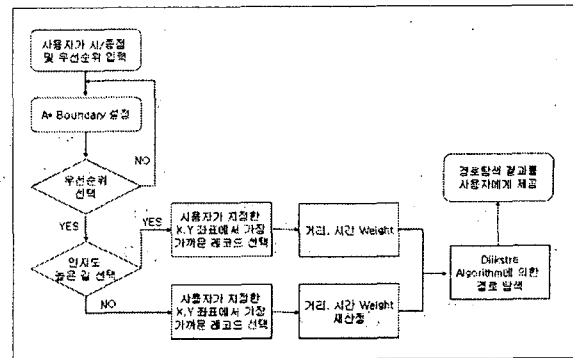 사용자가 시/종점
및 우선순위 입력
A* Boundary 설정
NO
우선순위
선택
YES
YES
인지도
높은 길 선택
NO
사용자가 지정한
X,Y 좌표에서 가장
가까운 레코드 선택
거리, 시간 Weight
사용자가 지정한
X,Y 좌표에서 가장
가까운 레코드 선택
거리, 시간 Weight
재산정
경로탐색 결과를
사용자에게 제공
Dijkstre
Algorithm에 의한
경로 탐색